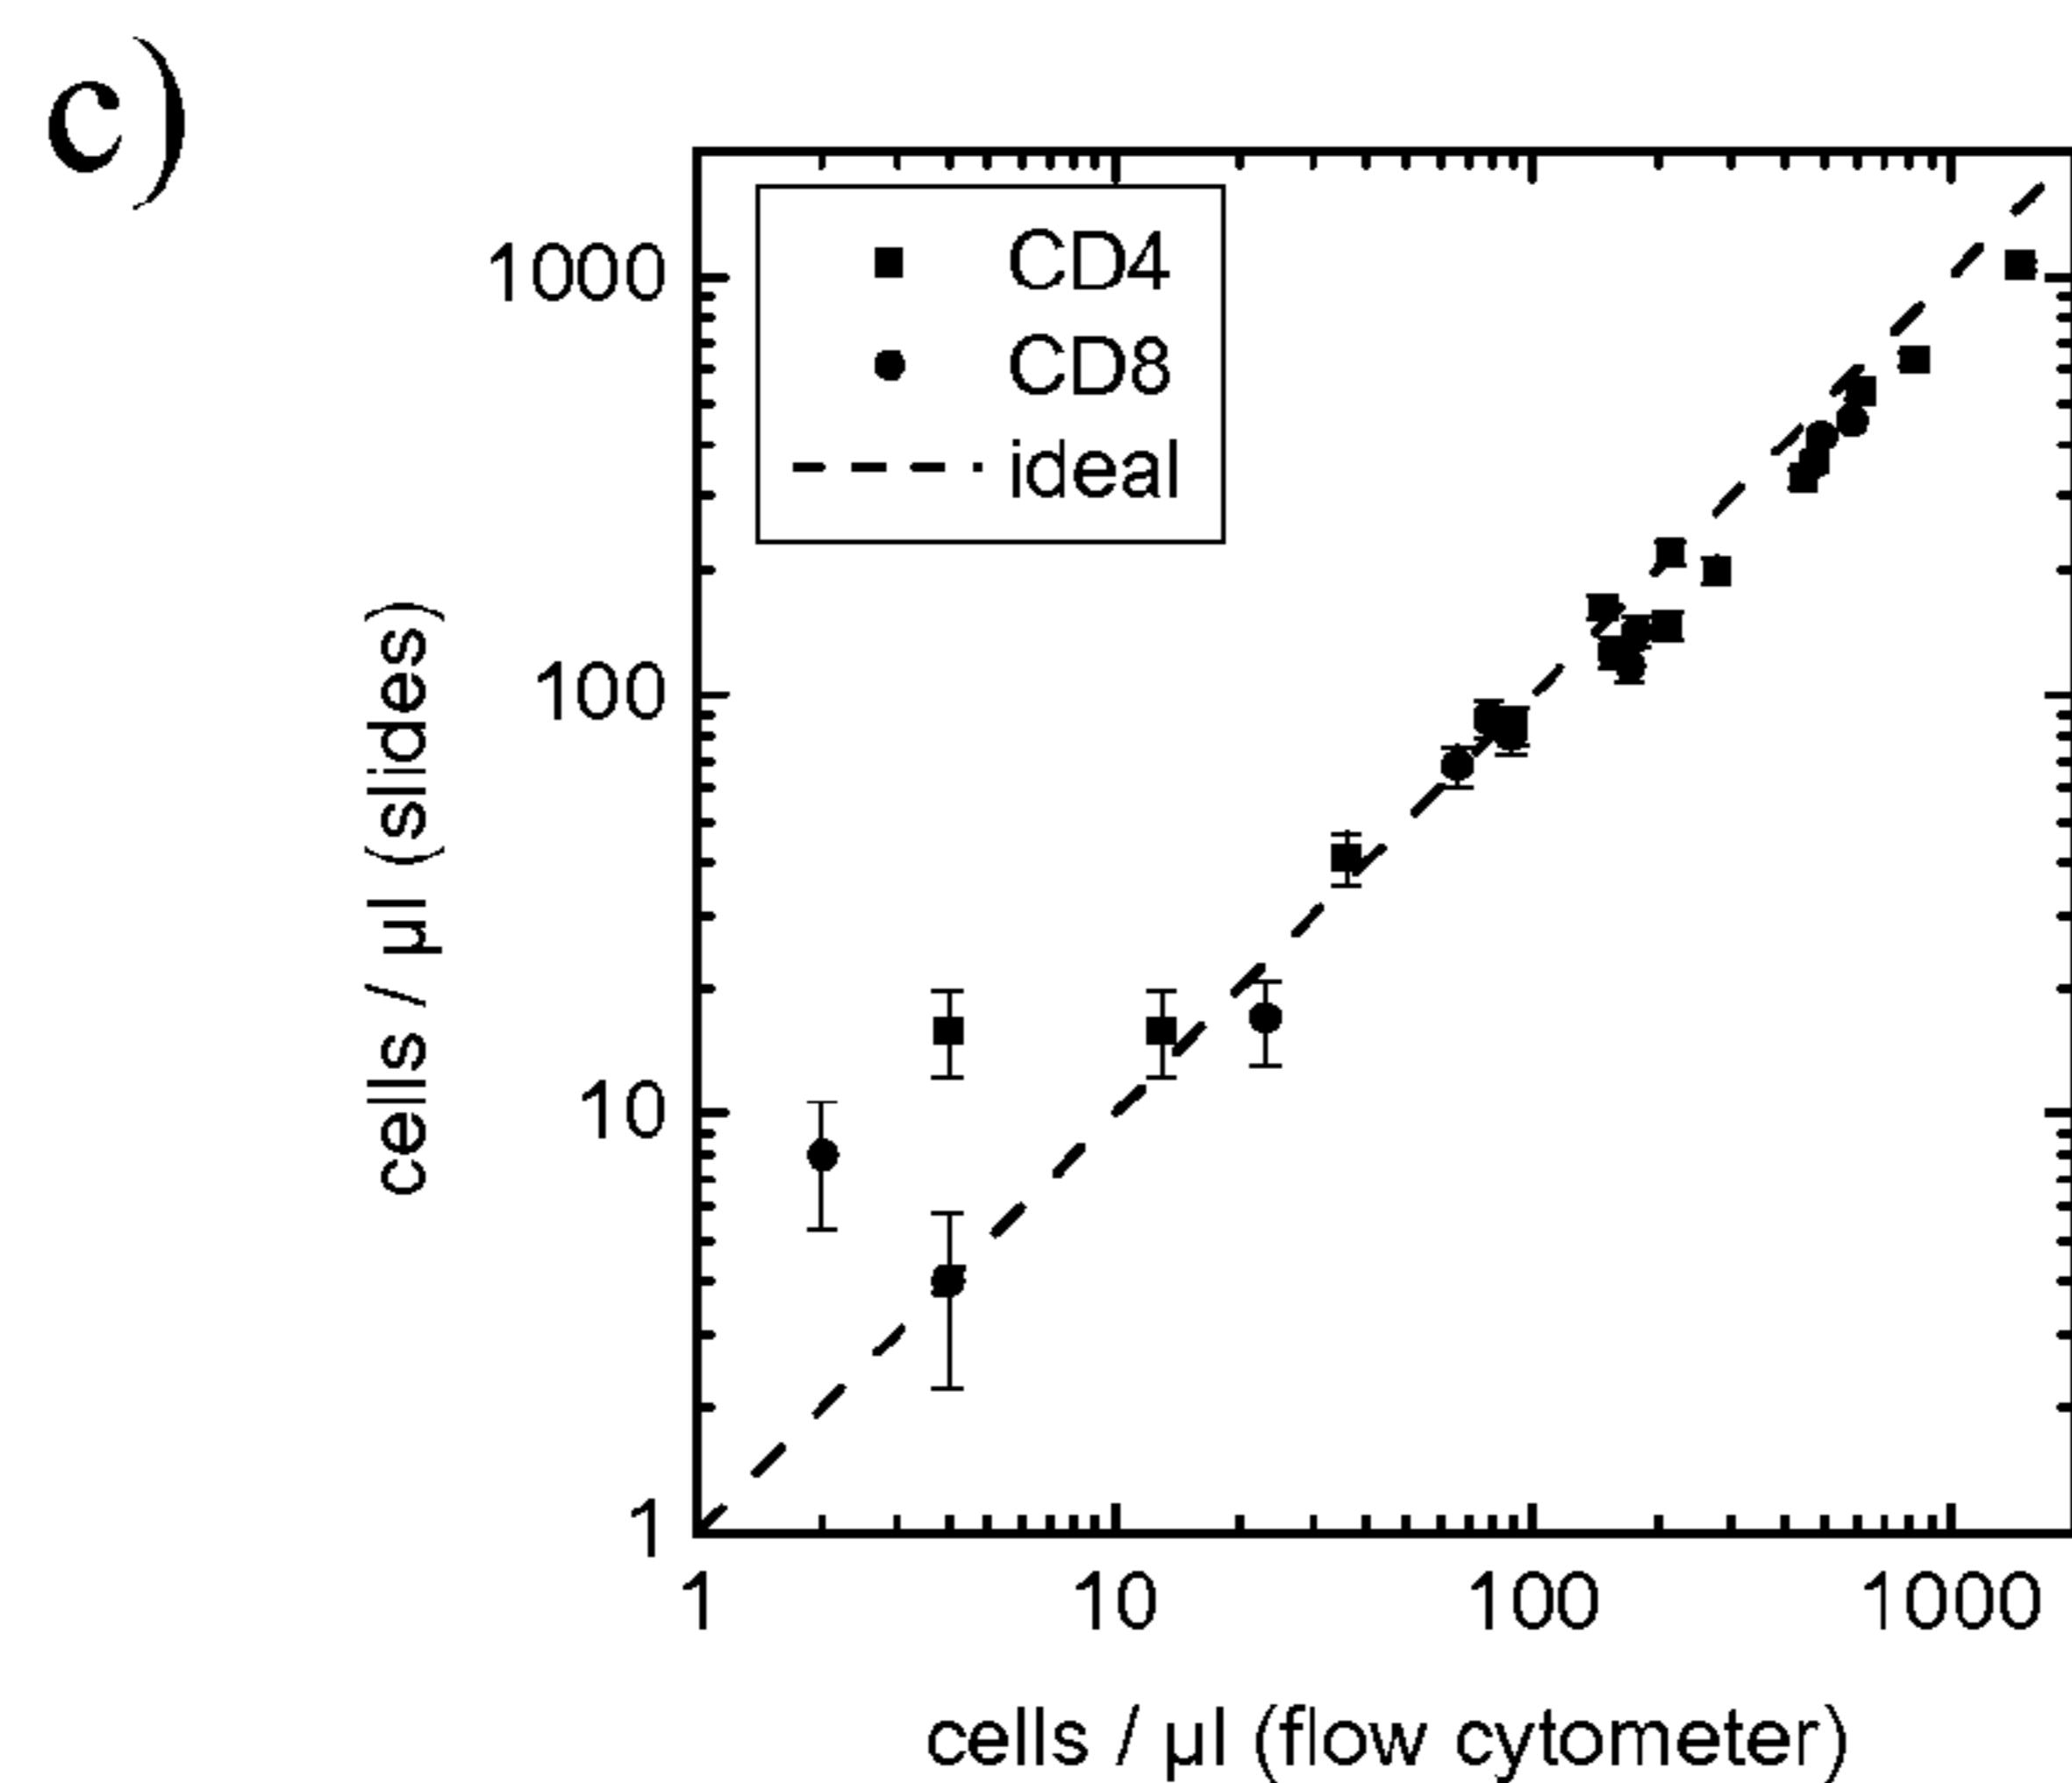 c)
CD4
CD8
ideal
1000
100
10
1
cells / µl (slides)
1
10
100
1000
cells / µl (flow cytometer)